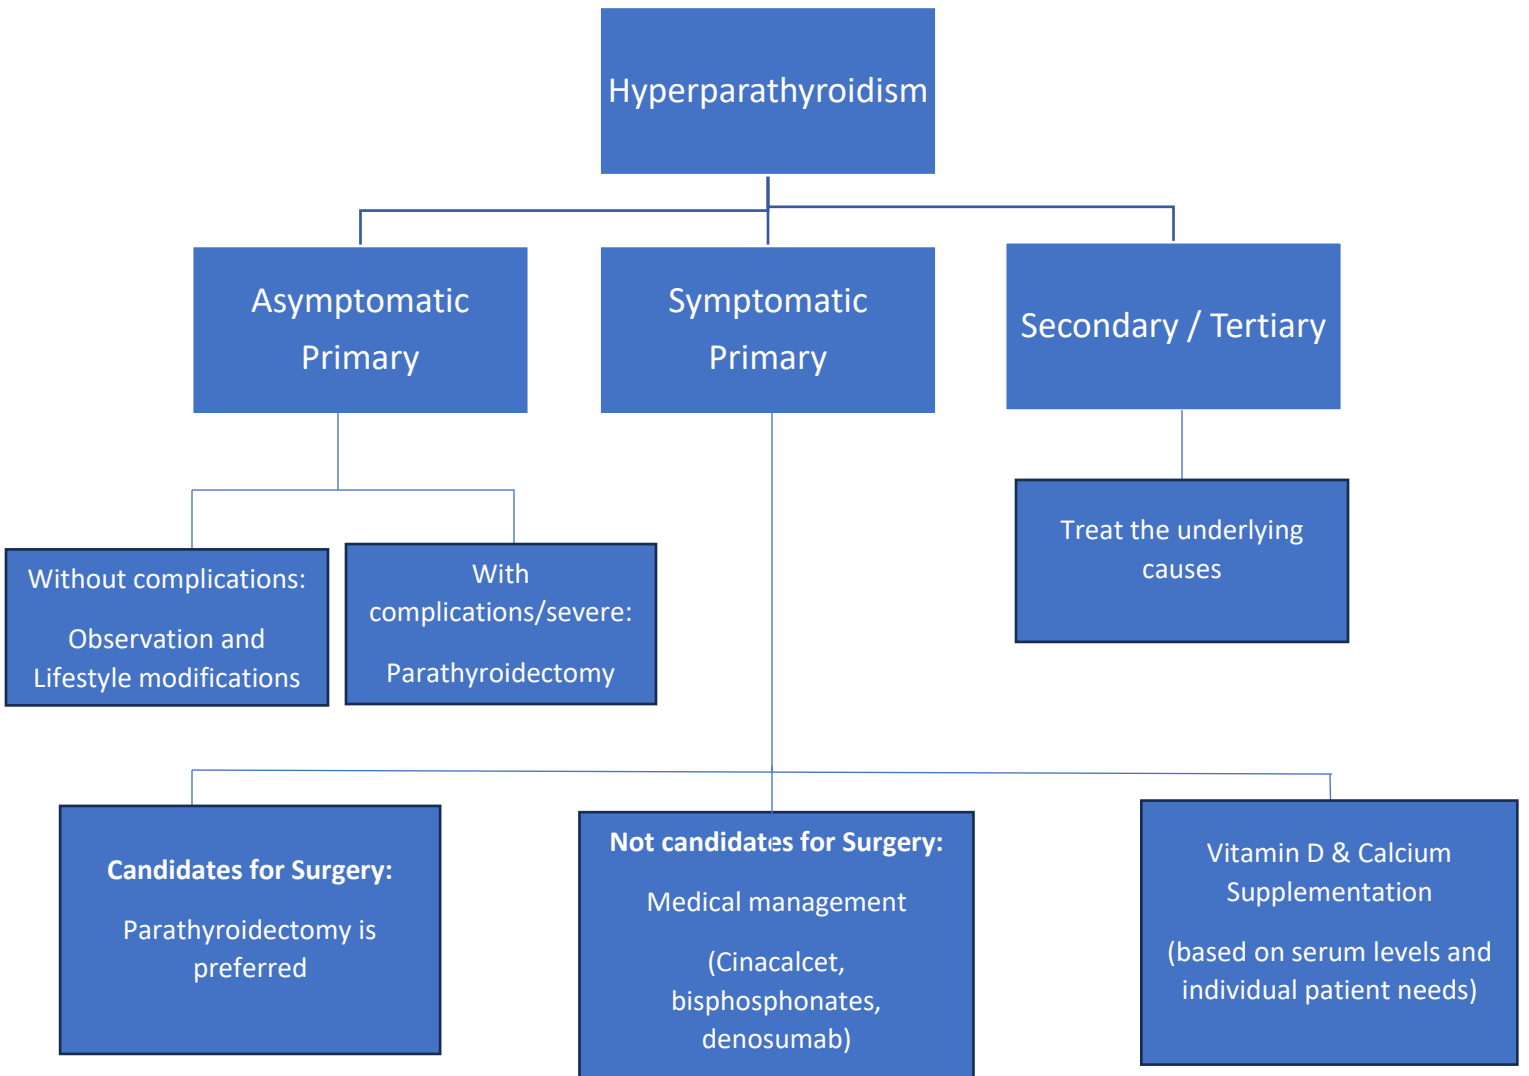 Hyperparathyroidism
Asymptomatic
Primary
Symptomatic
Primary
Secondary / Tertiary
Without complications:
Observation and
Lifestyle modifications
With
complications/severe:
Parathyroidectomy
Treat the underlying
causes
Candidates for Surgery:
Parathyroidectomy is
preferred
Not candidates for Surgery:
Medical management
(Cinacalcet,
bisphosphonates,
denosumab)
Vitamin D & Calcium
Supplementation
(based on serum levels and
individual patient needs)